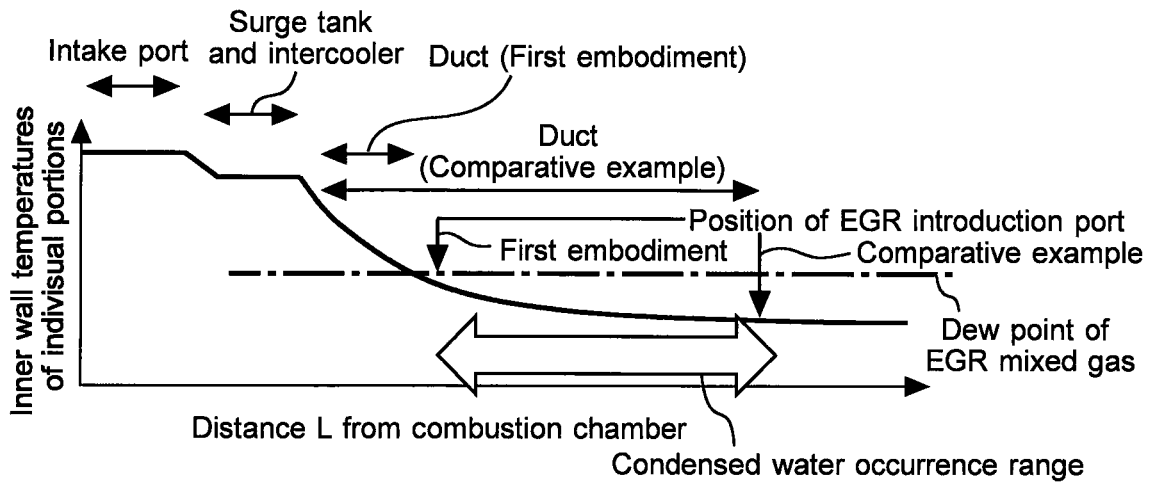 Surge tank
and intercooler
Intake port
Duct (First embodiment)
Duct
(Comparative example)
Inner wall temperatures
of indivisual portions
Position of EGR introduction port
First embodiment
Comparative example
Dew point of
EGR mixed gas
Distance L from combustion chamber
Condensed water occurrence range